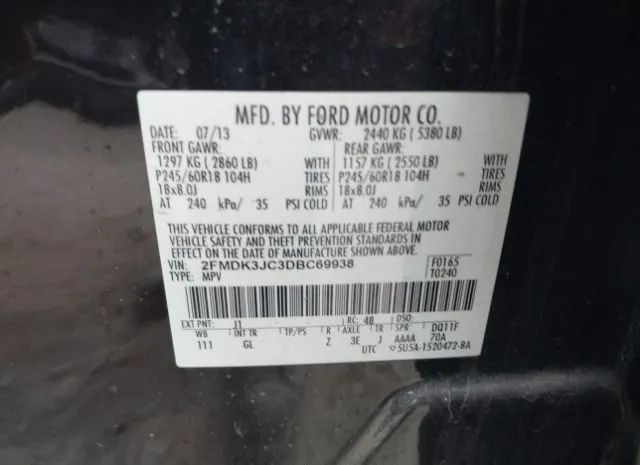 MFD. BY FORD MOTOR CO.
DATE: 07/13 GVWR: 2440 KG ( 5380 LB)
FRONT GAWR: REAR GAWR:
1297 KG ( 2860 LB) WITH 1157 KG ( 2550 LB) WITH
P245/60R18 104H TIRES P245/60R18 104H TIRES
18x8.0J RIMS 18x8.0J RIMS
AT 240 kPa/ 35 PSI COLD AT 240 kPa/ 35 PSI COLD
THIS VEHICLE CONFORMS TO ALL APPLICABLE FEDERAL MOTOR
VEHICLE SAFETY AND THEFT PREVENTION STANDARDS IN
EFFECT ON THE DATE OF MANUFACTURE SHOWN ABOVE.
VIN: 2FMDK3JC3DBC69938 F0165
TYPE: MPV T0240
EXT PNT: J1 RC: 48 DSO:
WB INT TR TP/PS R AXLE TR SPR DQ11F
111 GL Z 3E J AAAA 70A
UTC 5U5A-1520472-BA